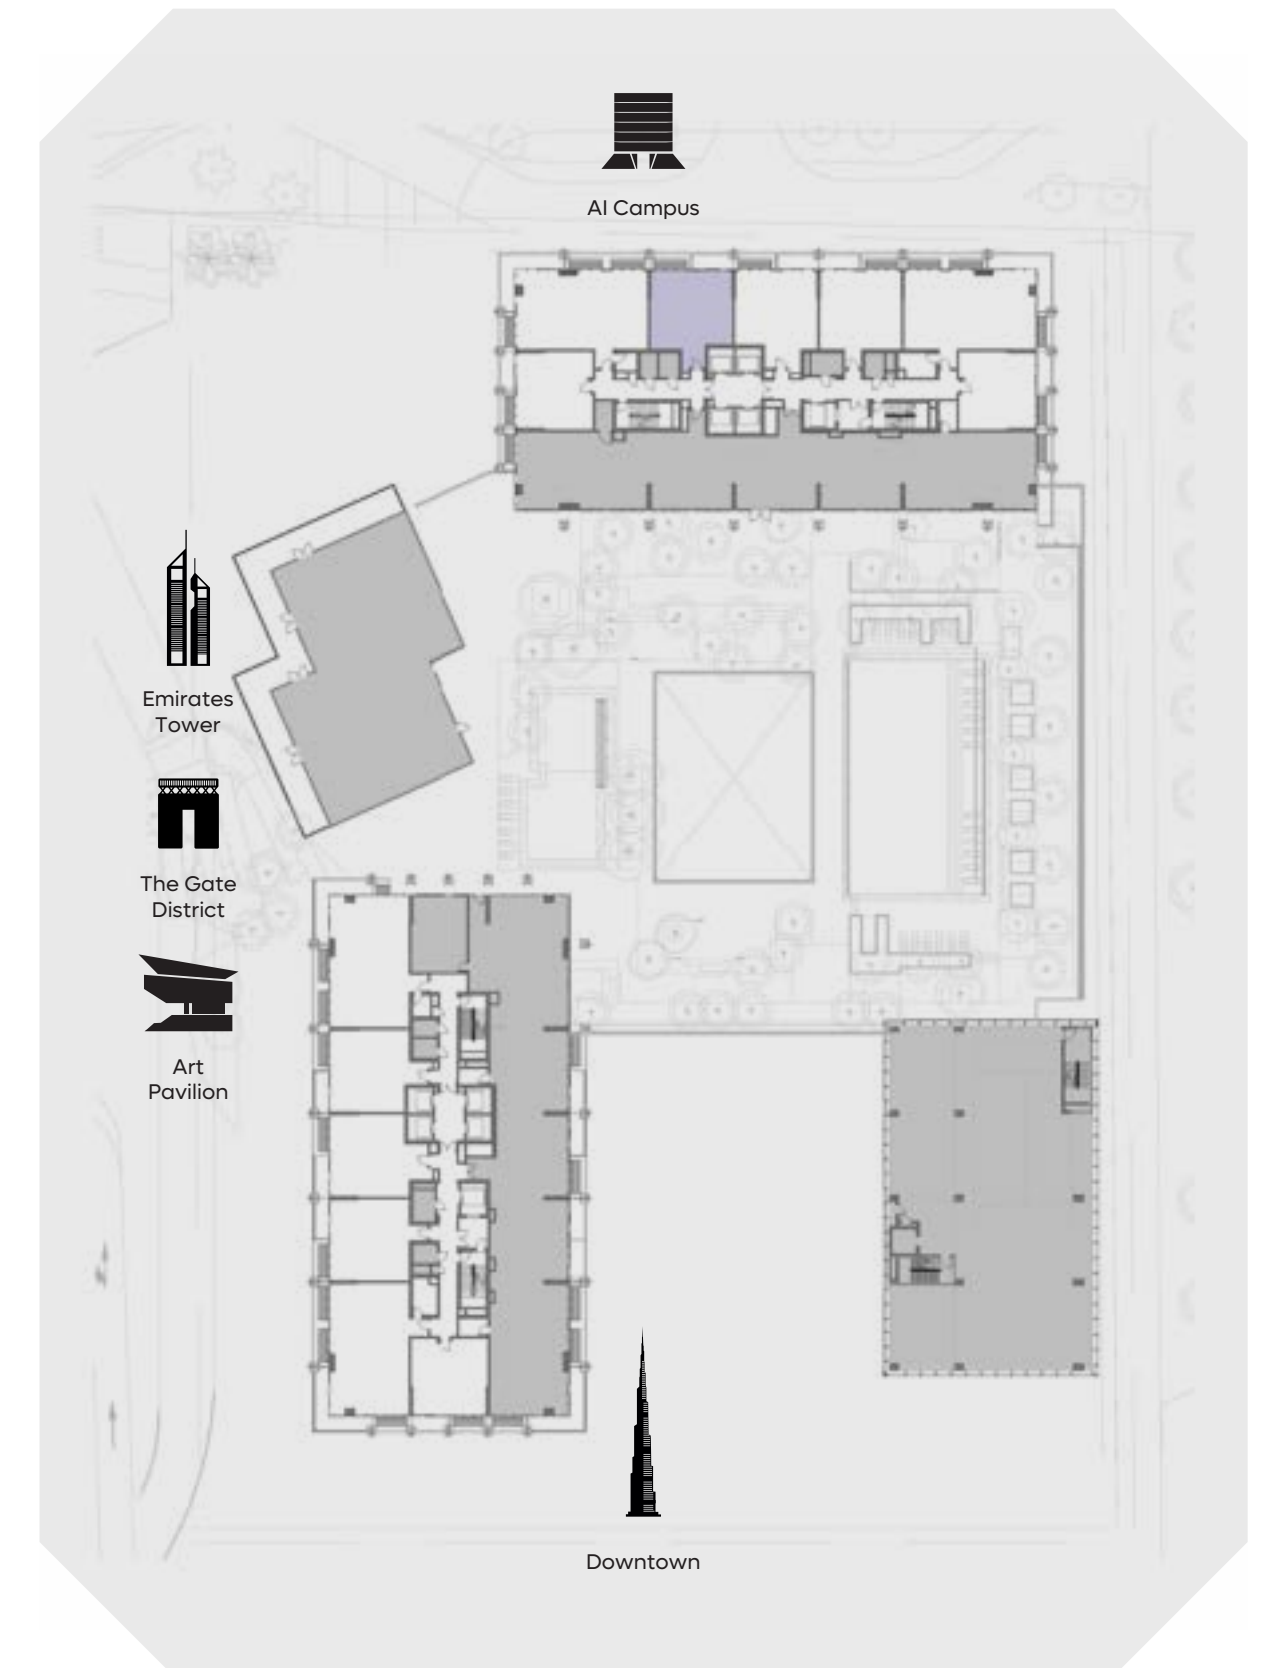 AI Campus
Emirates
Tower
The Gate
District
Art
Pavilion
Downtown